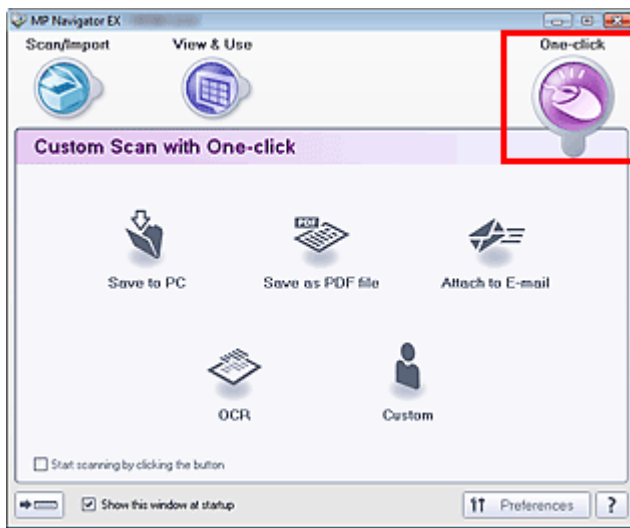 MP Navigator EX
Scan/Import View & Use One-click
Custom Scan with One-click
PDF
Save to PC Save as PDF file Attach to E-mail
OCR Custom
Start scanning by clicking the button
Show this window at startup Preferences ?